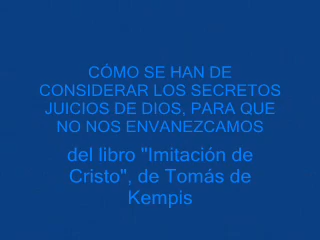 CÓMO SE HAN DE
CONSIDERAR LOS SECRETOS
JUICIOS DE DIOS, PARA QUE
NO NOS ENVANEZCAMOS
del libro "Imitación de
Cristo", de Tomás de
Kempis